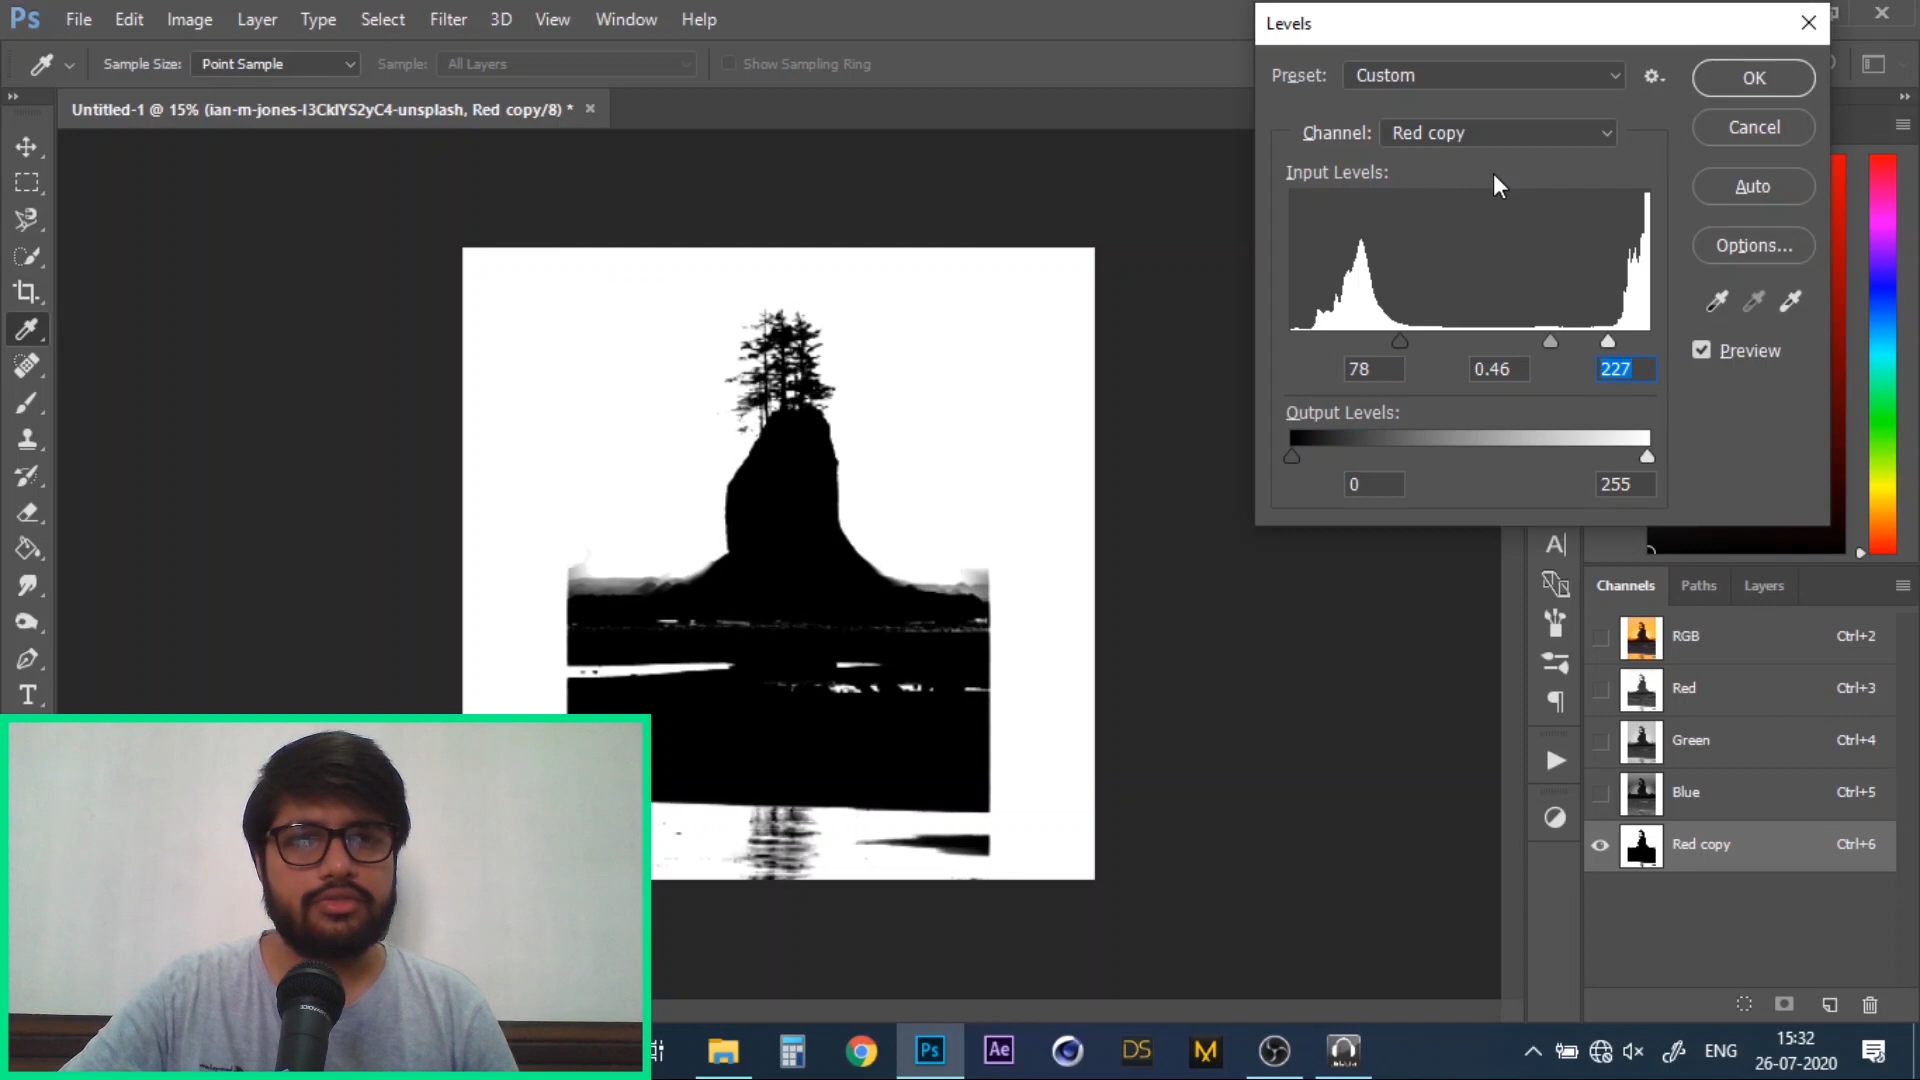 Ps File Edit Image Layer Type Select Filter 3D View Window Help
Levels
Sample Size: Point Sample Sample: All Layers Show Sampling Ring
Preset: Custom OK
Untitled-1 @ 15% (ian-m-jones-I3CkIYS2yC4-unsplash, Red copy/8) *
Channel: Red copy Cancel
Input Levels: Auto
Options...
Preview
78 0.46 227
Output Levels:
0 255
Channels Paths Layers
RGB Ctrl+2
Red Ctrl+3
Green Ctrl+4
Blue Ctrl+5
Red copy Ctrl+6
Ps Ae DS M ENG 15:32
26-07-2020